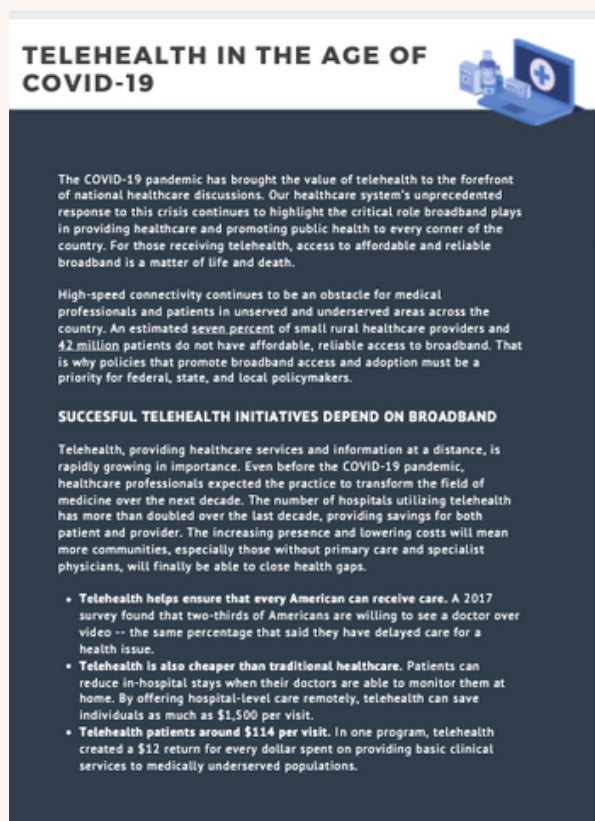 TELEHEALTH IN THE AGE OF
COVID-19
The COVID-19 pandemic has brought the value of telehealth to the forefront
of national healthcare discussions. Our healthcare system's unprecedented
response to this crisis continues to highlight the critical role broadband plays
in providing healthcare and promoting public health to every corner of the
country. For those receiving telehealth, access to affordable and reliable
broadband is a matter of life and death.
High-speed connectivity continues to be an obstacle for medical
professionals and patients in unserved and underserved areas across the
country. An estimated seven percent of small rural healthcare providers and
42 million patients do not have affordable, reliable access to broadband. That
is why policies that promote broadband access and adoption must be a
priority for federal, state, and local policymakers.
SUCCESFUL TELEHEALTH INITIATIVES DEPEND ON BROADBAND
Telehealth, providing healthcare services and information at a distance, is
rapidly growing in importance. Even before the COVID-19 pandemic,
healthcare professionals expected the practice to transform the field of
medicine over the next decade. The number of hospitals utilizing telehealth
has more than doubled over the last decade, providing savings for both
patient and provider. The increasing presence and lowering costs will mean
more communities, especially those without primary care and specialist
physicians, will finally be able to close health gaps.
• Telehealth helps ensure that every American can receive care. A 2017
survey found that two-thirds of Americans are willing to see a doctor over
video -- the same percentage that said they have delayed care for a
health issue.
• Telehealth is also cheaper than traditional healthcare. Patients can
reduce in-hospital stays when their doctors are able to monitor them at
home. By offering hospital-level care remotely, telehealth can save
individuals as much as $1,500 per visit.
• Telehealth patients around $114 per visit. In one program, telehealth
created a $12 return for every dollar spent on providing basic clinical
services to medically underserved populations.